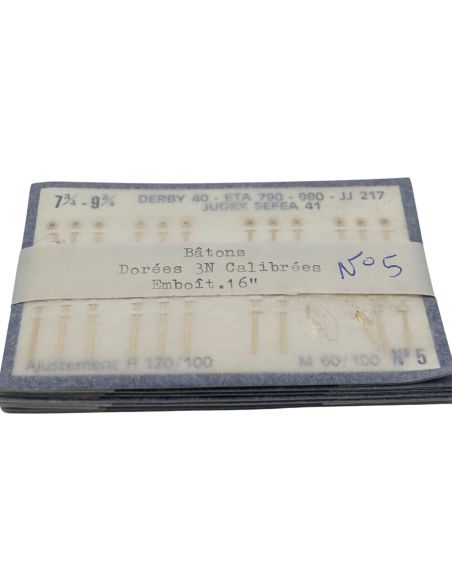 7¾ - 9¾ DERBY 40 - ETA 790 - 980 - JJ 217
JUDEX SEFEA 41
Bâtons
Dorées 3N Calibrées
Emboît.16"
N° 5
Ajustement H 120/100 M 60/100 N° 5